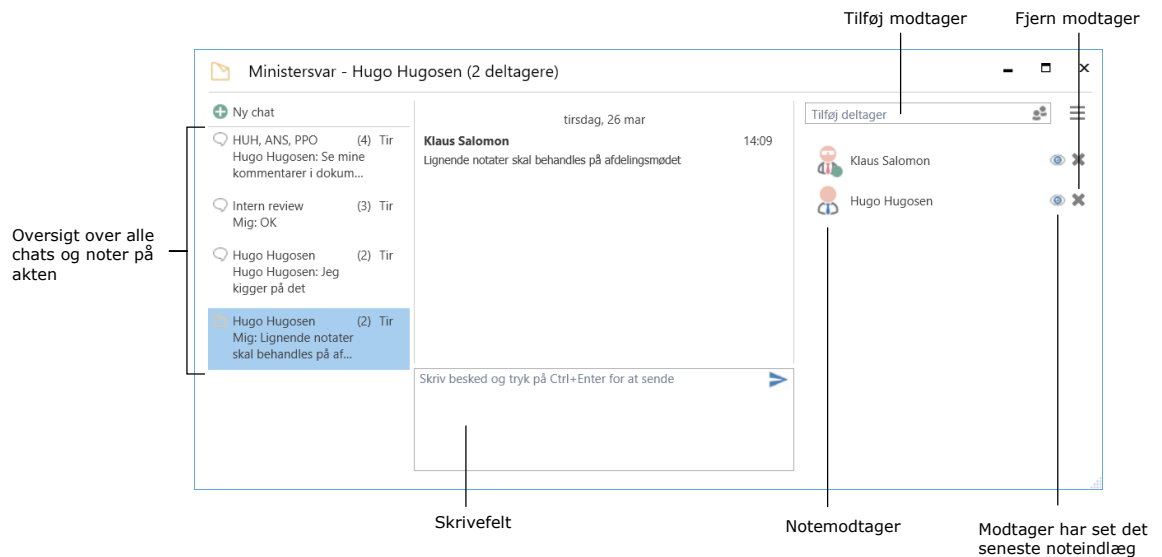 Tilføj modtager
Fjern modtager
Ministersvar - Hugo Hugosen (2 deltagere)
Ny chat
HUH, ANS, PPO (4) Tir
Hugo Hugosen: Se mine
kommentarer i dokum...
Intern review (3) Tir
Mig: OK
Hugo Hugosen (2) Tir
Hugo Hugosen: Jeg
kigger på det
Hugo Hugosen (2) Tir
Mig: Lignende notater
skal behandles på af...
tirsdag, 26 mar
Klaus Salomon 14:09
Lignende notater skal behandles på afdelingsmødet
Skriv besked og tryk på Ctrl+Enter for at sende
Tilføj deltager
Klaus Salomon
Hugo Hugosen
Oversigt over alle
chats og noter på
akten
Skrivefelt
Notemodtager
Modtager har set det
seneste noteindlæg